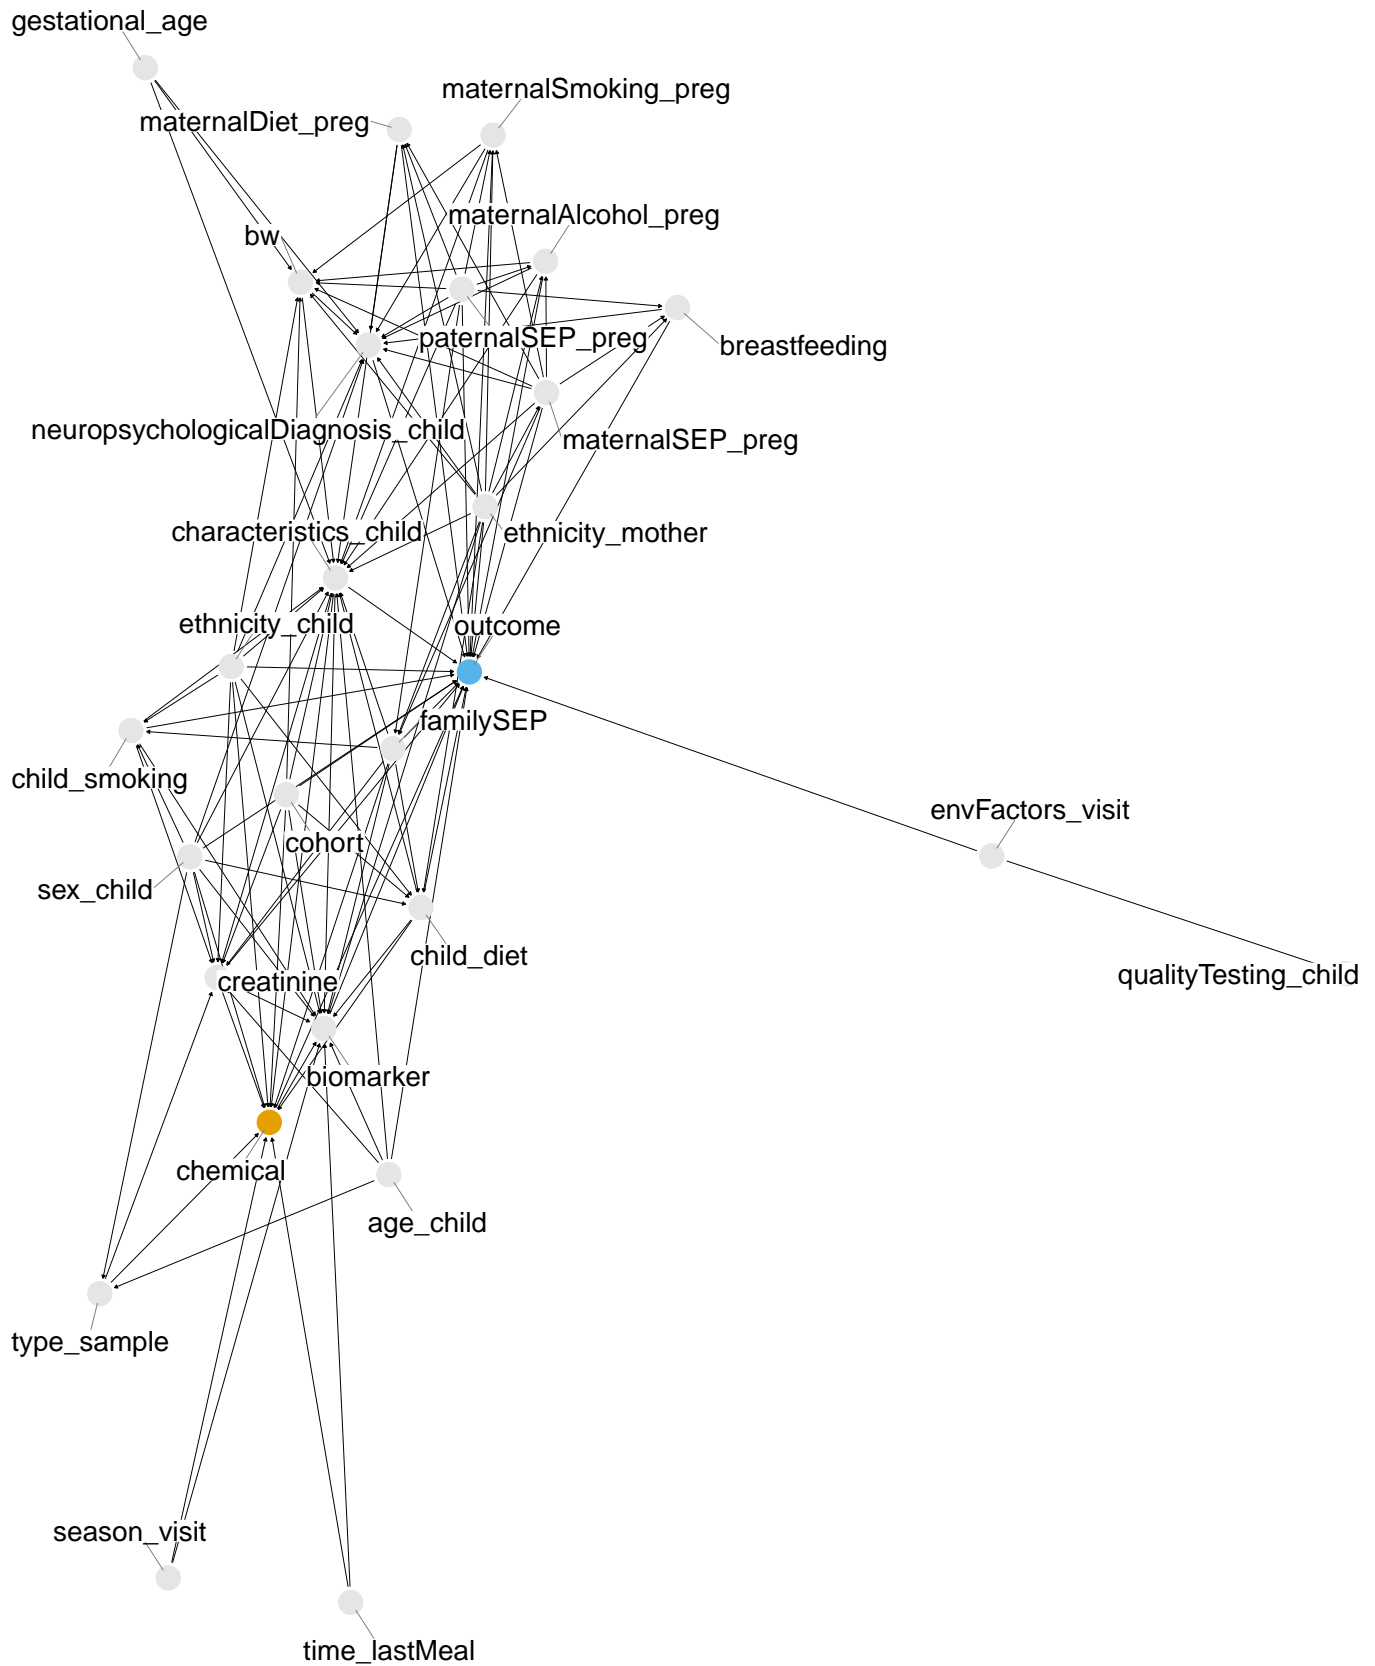 gestational_age
maternalSmoking_preg
maternalDiet_preg
maternalAlcohol_preg
bw
paternalSEP_preg
breastfeeding
neuropsychologicalDiagnosis_child
maternalSEP_preg
characteristics_child
ethnicity_mother
ethnicity_child
outcome
familySEP
child_smoking
envFactors_visit
cohort
sex_child
child_diet
qualityTesting_child
creatinine
biomarker
chemical
age_child
type_sample
season_visit
time_lastMeal